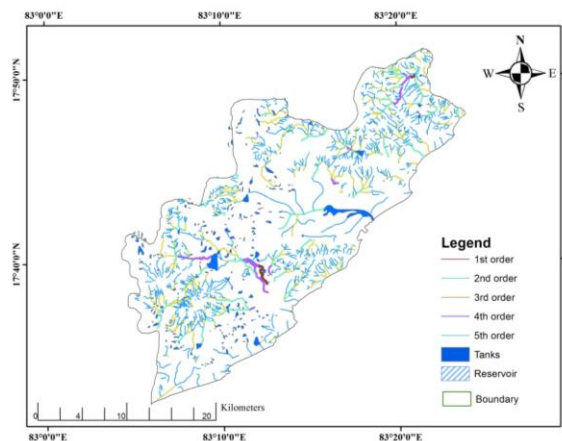 83°0'0"E 83°10'0"E 83°20'0"E
N
W E
S
17°50'0"N
17°40'0"N
Legend
1st order
2nd order
3rd order
4th order
5th order
Tanks
Reservoir
Boundary
Kilometers
0 4 10 20
83°0'0"E 83°10'0"E 83°20'0"E